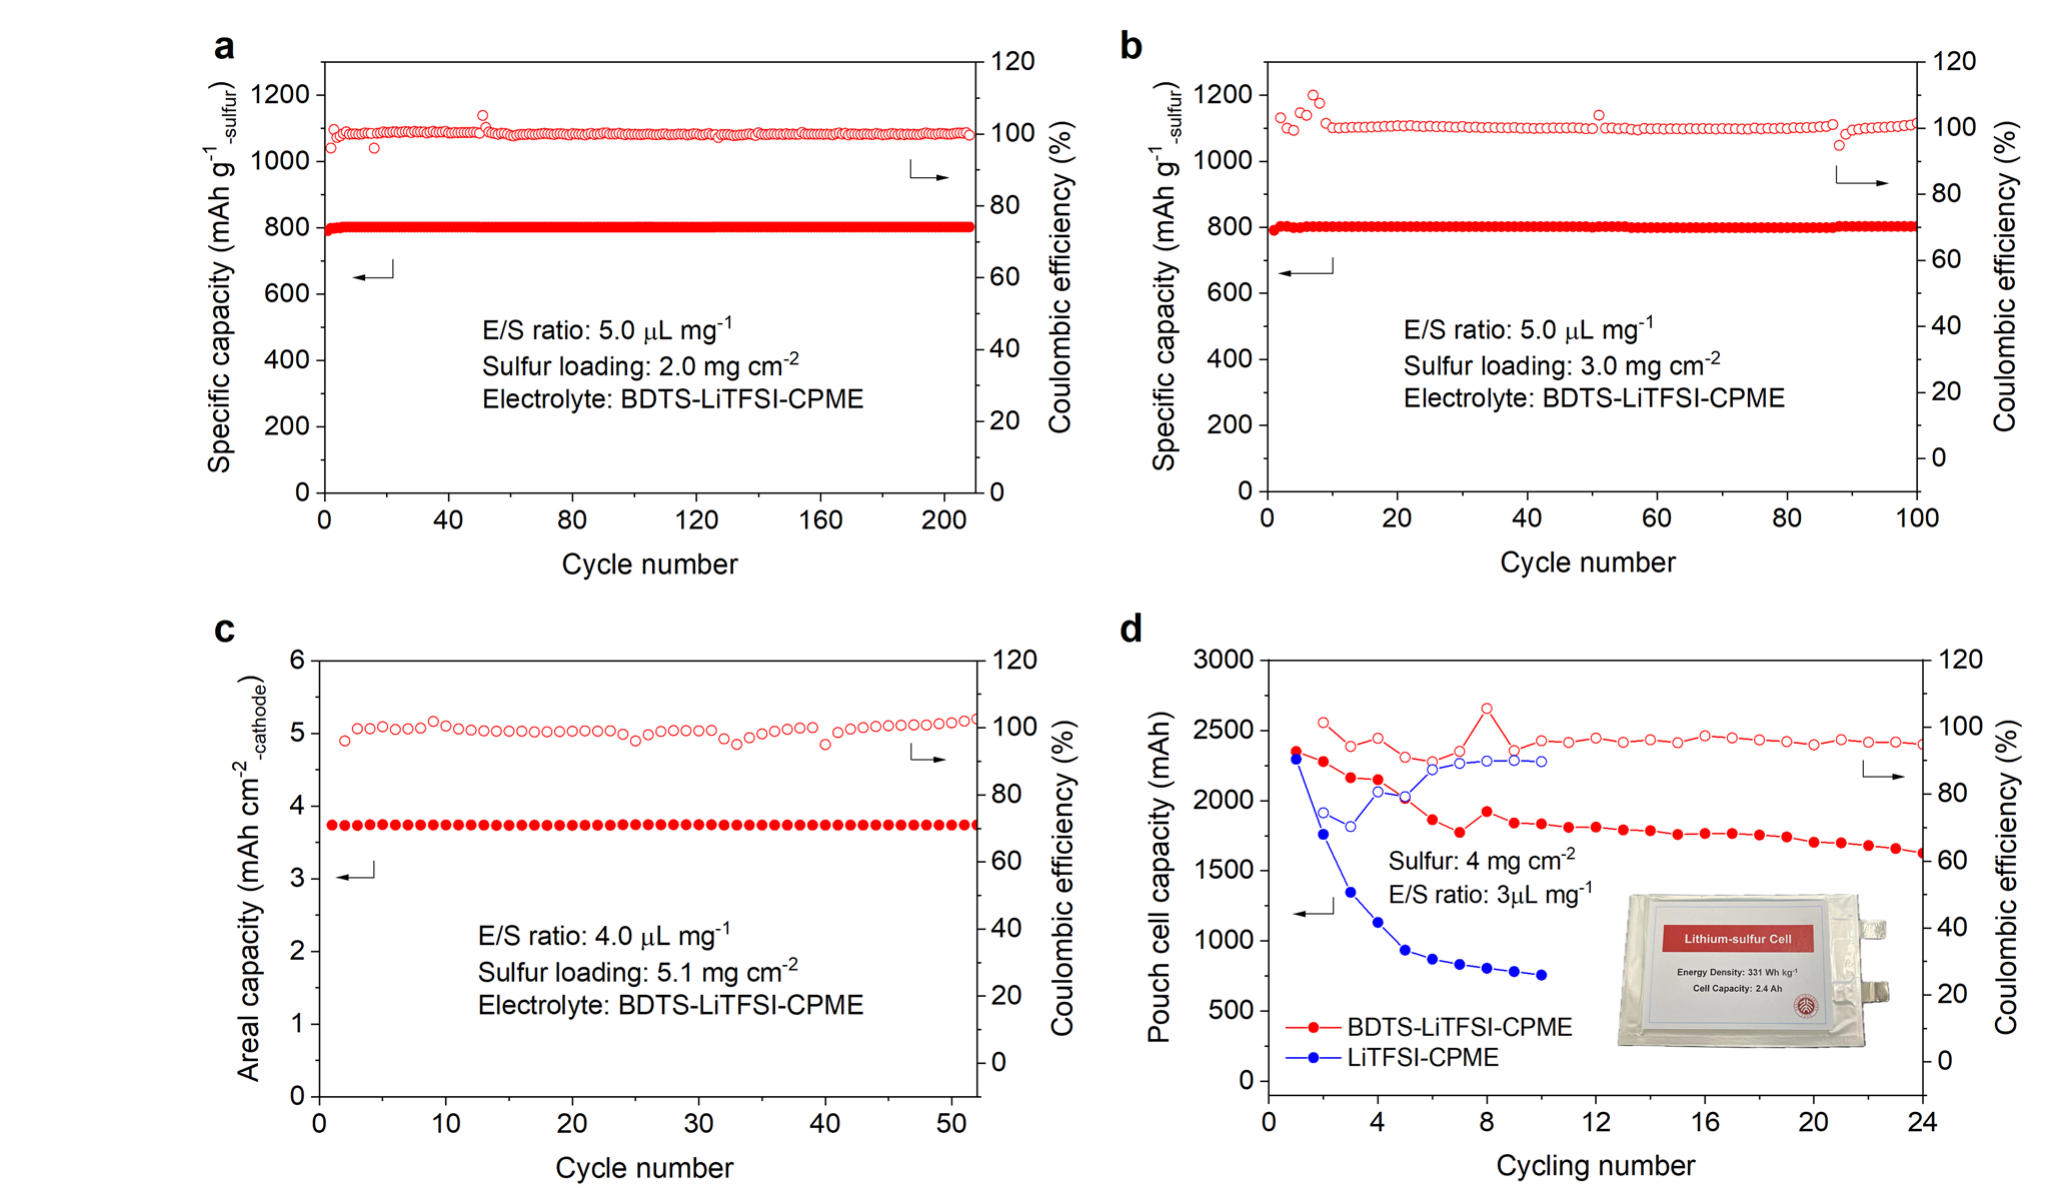 a
Specific capacity (mAh g-1-sulfur)
1200
1000
800
600
400
200
0
120
100
80
60
40
20
0
Coulombic efficiency (%)
E/S ratio: 5.0 μL mg-1
Sulfur loading: 2.0 mg cm-2
Electrolyte: BDTS-LiTFSI-CPME
0 40 80 120 160 200
Cycle number
b
Specific capacity (mAh g-1-sulfur)
1200
1000
800
600
400
200
0
120
100
80
60
40
20
0
Coulombic efficiency (%)
E/S ratio: 5.0 μL mg-1
Sulfur loading: 3.0 mg cm-2
Electrolyte: BDTS-LiTFSI-CPME
0 20 40 60 80 100
Cycle number
c
Areal capacity (mAh cm-2-cathode)
6
5
4
3
2
1
0
120
100
80
60
40
20
0
Coulombic efficiency (%)
E/S ratio: 4.0 μL mg-1
Sulfur loading: 5.1 mg cm-2
Electrolyte: BDTS-LiTFSI-CPME
0 10 20 30 40 50
Cycle number
d
Pouch cell capacity (mAh)
3000
2500
2000
1500
1000
500
0
120
100
80
60
40
20
0
Coulombic efficiency (%)
Sulfur: 4 mg cm-2
E/S ratio: 3μL mg-1
Lithium-sulfur Cell
Energy Density: 331 Wh kg-1
Cell Capacity: 2.4 Ah
BDTS-LiTFSI-CPME
LiTFSI-CPME
0 4 8 12 16 20 24
Cycling number